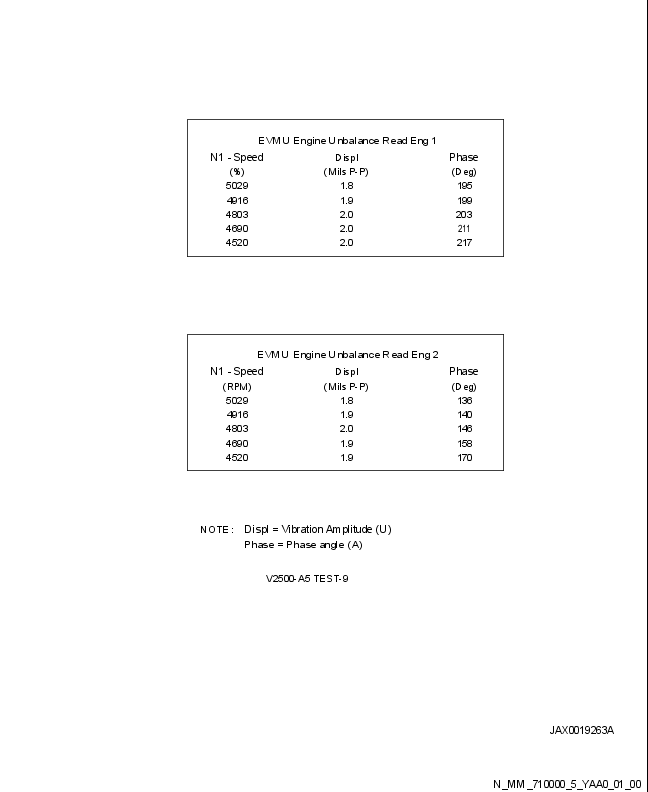 EVMU Engine Unbalance Read Eng 1
N1 - Speed Displ Phase
(%) (Mils P-P) (Deg)
5029 1.8 195
4916 1.9 199
4803 2.0 203
4690 2.0 211
4520 2.0 217
EVMU Engine Unbalance Read Eng 2
N1 - Speed Displ Phase
(RPM) (Mils P-P) (Deg)
5029 1.8 136
4916 1.9 140
4803 2.0 146
4690 1.9 158
4520 1.9 170
NOTE: Displ = Vibration Amplitude (U)
Phase = Phase angle (A)
V2500-A5 TEST-9
JAX0019263A
N_MM_710000_5_YAA0_01_00